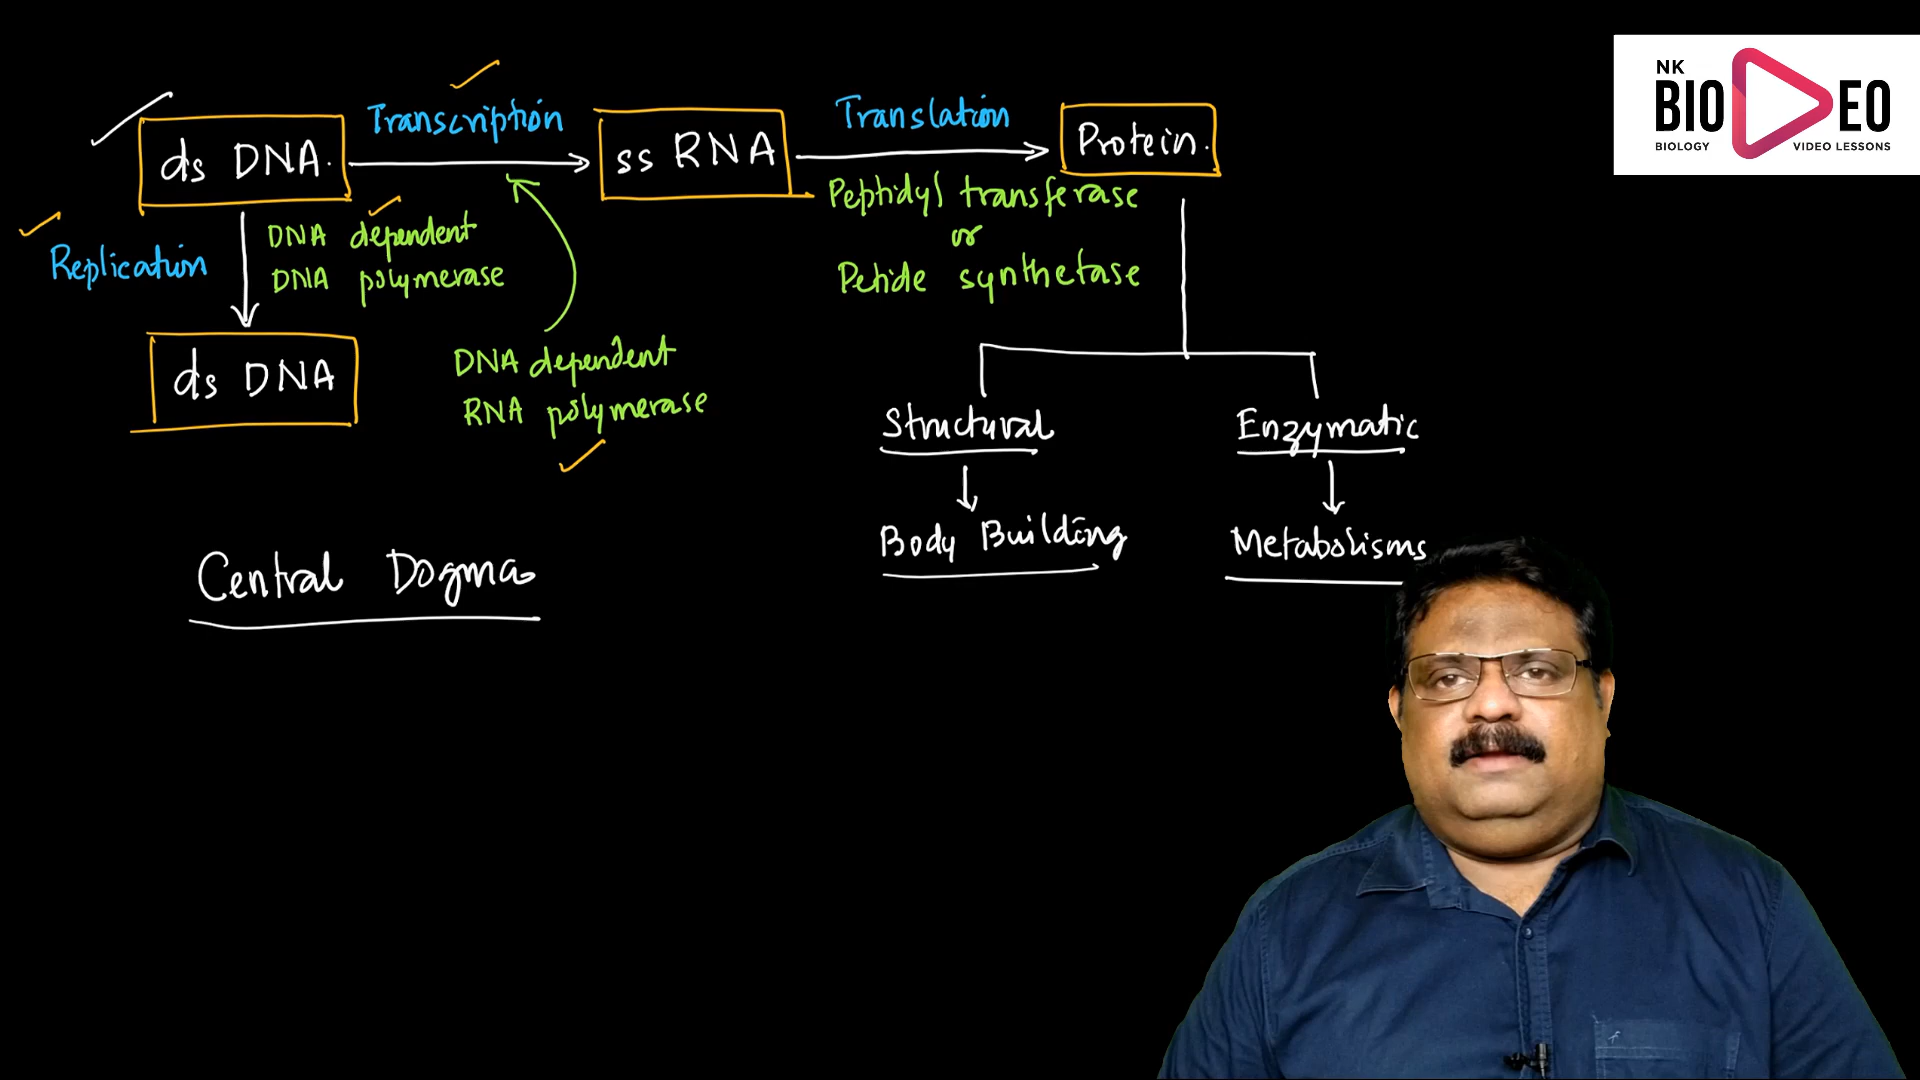 Transcription
ds DNA.
ss RNA
Translation
Protein.
Replication
DNA dependent
DNA polymerase
ds DNA
DNA dependent
RNA polymerase
Peptidyl transferase
or
Petide synthetase
Structural
Enzymatic
Body Building
Metabolisms
Central Dogma
NK
BIO EO
BIOLOGY VIDEO LESSONS